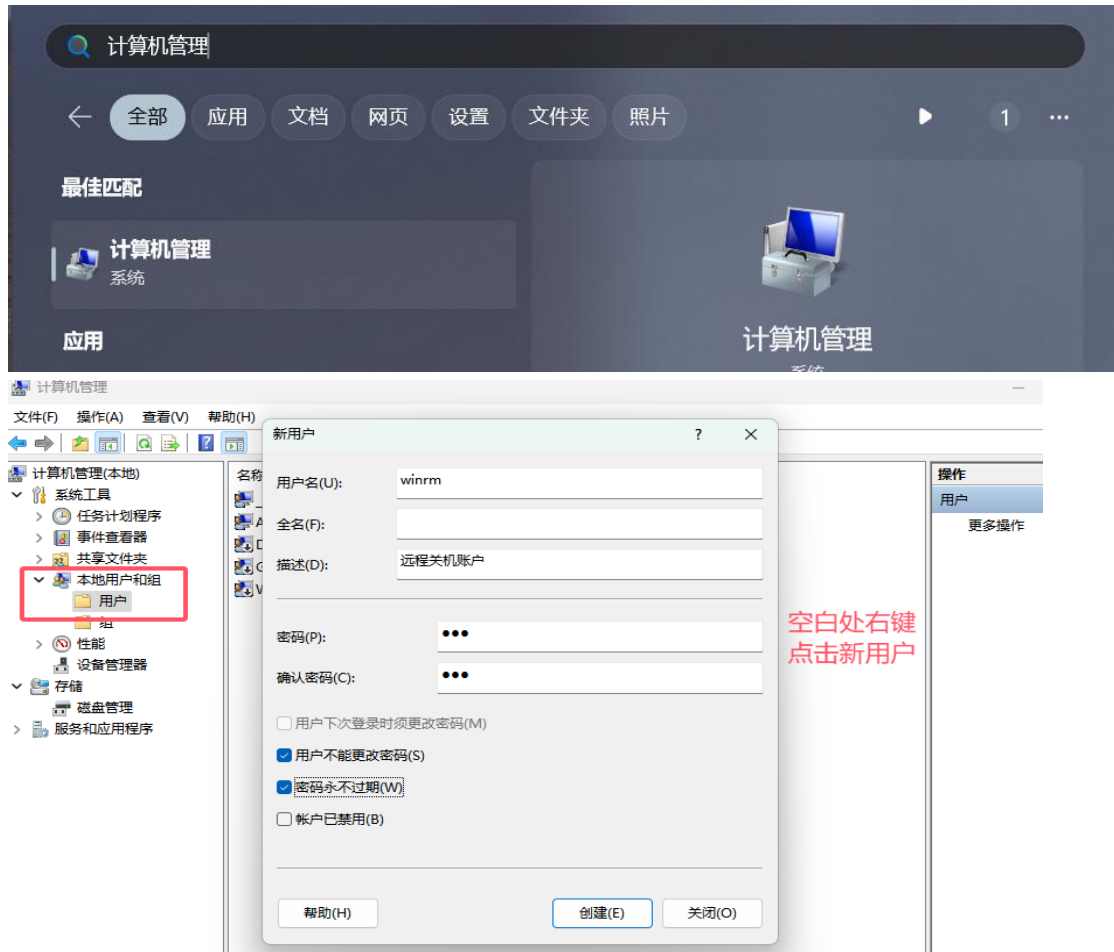 计算机管理
全部 应用 文档 网页 设置 文件夹 照片 1 ...
最佳匹配
计算机管理
系统
应用
计算机管理
计算机管理
文件(F) 操作(A) 查看(V) 帮助(H)
计算机管理(本地)
系统工具
任务计划程序
事件查看器
共享文件夹
本地用户和组
用户
组
性能
设备管理器
存储
磁盘管理
服务和应用程序
名称
新用户 ?
用户名(U): winrm
全名(F):
描述(D): 远程关机账户
密码(P): •••
确认密码(C): •••
用户下次登录时须更改密码(M)
用户不能更改密码(S)
密码永不过期(W)
帐户已禁用(B)
帮助(H) 创建(E) 关闭(O)
空白处右键
点击新用户
操作
用户
更多操作